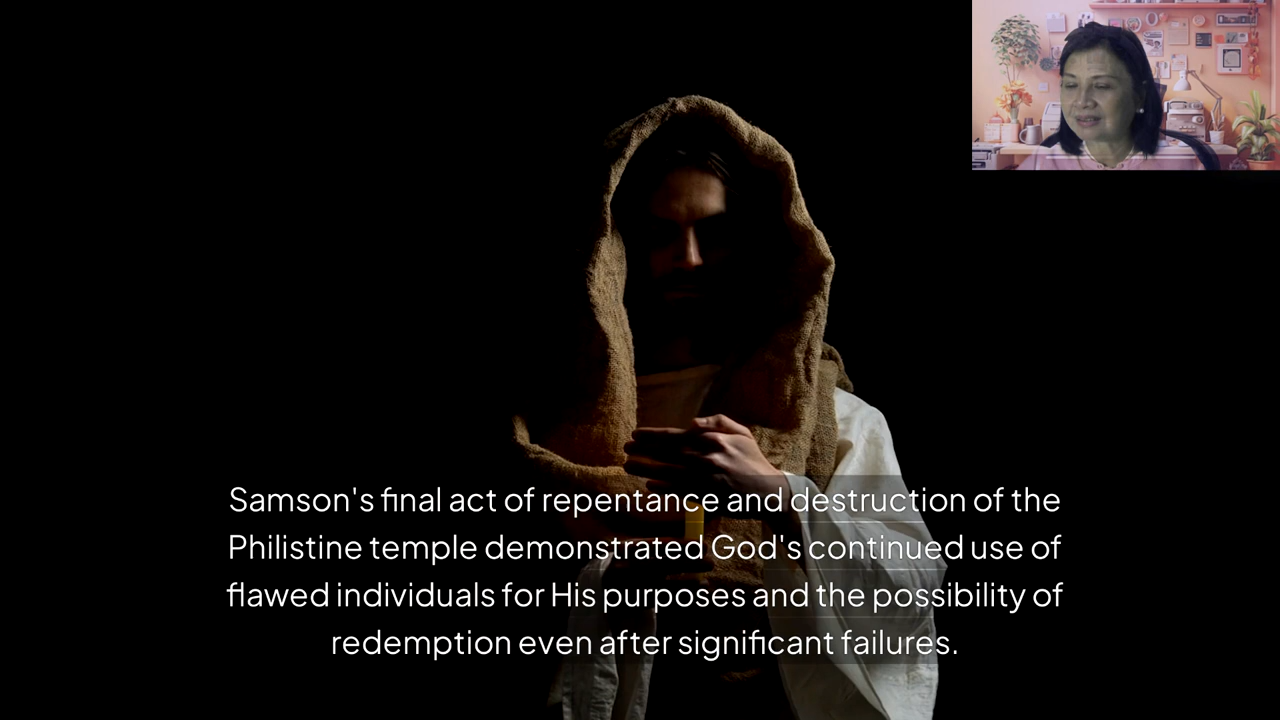 Samson's final act of repentance and destruction of the
Philistine temple demonstrated God's continued use of
flawed individuals for His purposes and the possibility of
redemption even after significant failures.